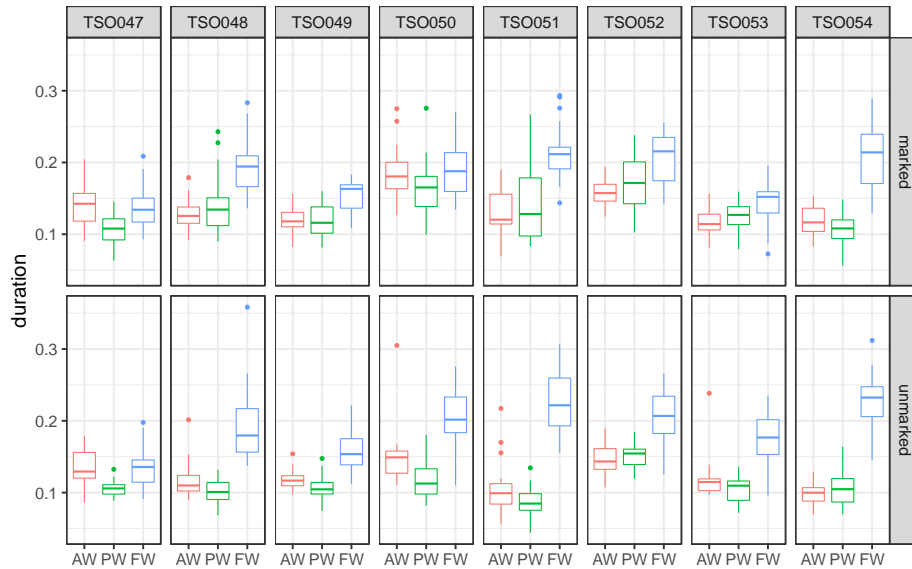 TSO047 TSO048 TSO049 TSO050 TSO051 TSO052 TSO053 TSO054
0.3
0.2
0.1
marked
duration
0.3
0.2
0.1
unmarked
AW PW FW AW PW FW AW PW FW AW PW FW AW PW FW AW PW FW AW PW FW AW PW FW